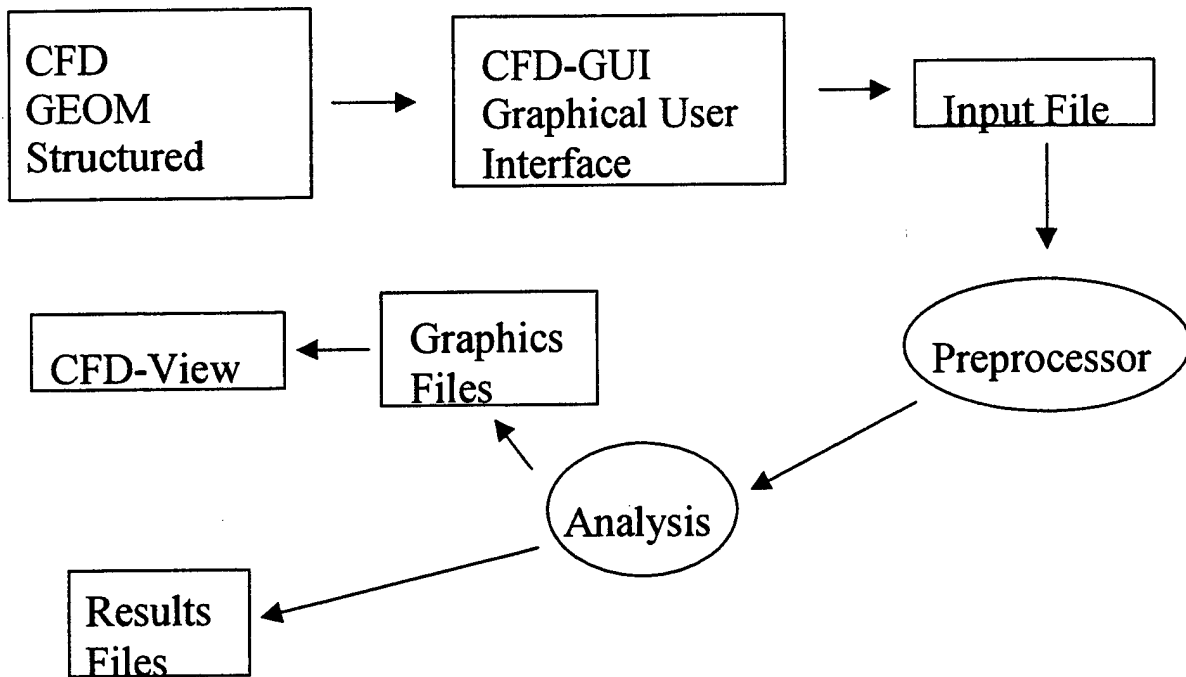 CFD
GEOM
Structured
CFD-GUI
Graphical User
Interface
Input File
Preprocessor
Analysis
Graphics
Files
CFD-View
Results
Files